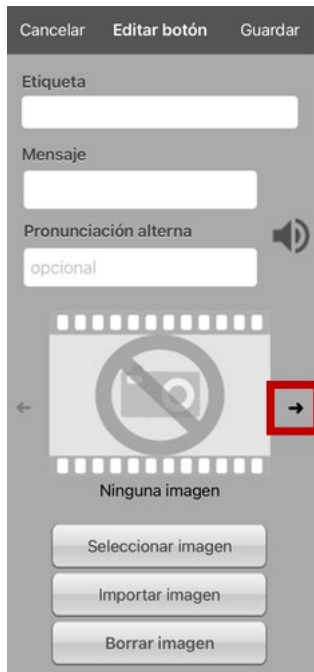 Cancelar Editar botón Guardar
Etiqueta
Mensaje
Pronunciación alterna
opcional
Ninguna imagen
Seleccionar imagen
Importar imagen
Borrar imagen